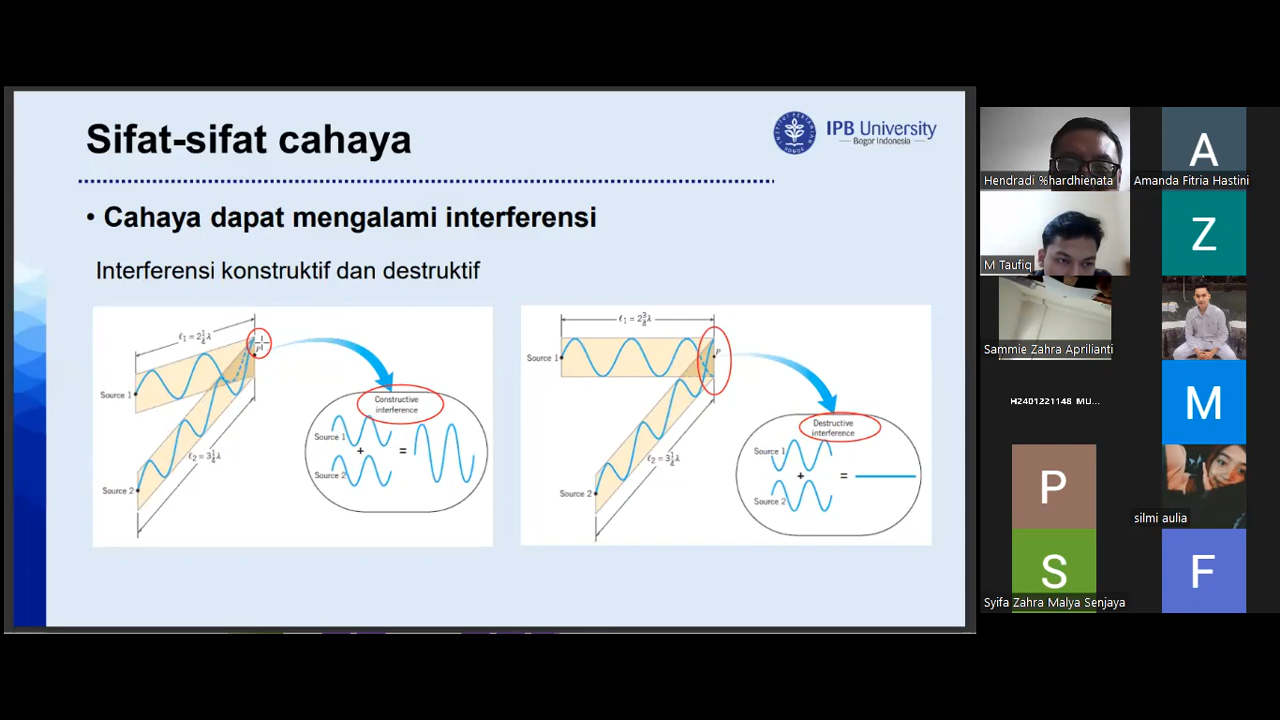 Sifat-sifat cahaya
IPB University
Bogor Indonesia
• Cahaya dapat mengalami interferensi
Interferensi konstruktif dan destruktif
ℓ₁ = 2¼λ
P
Source 1
ℓ₂ = 3¼λ
Source 2
Constructive
interference
Source 1
+
=
Source 2
ℓ₁ = 2¾λ
Source 1
P
ℓ₂ = 3¼λ
Source 2
Destructive
interference
Source 1
+
=
Source 2
Hendradi %hardhienata
A
Amanda Fitria Hastini
M Taufiq
Z
Sammie Zahra Aprilianti
H2401221148 MU...
M
P
silmi aulia
S
Syifa Zahra Malya Senjaya
F